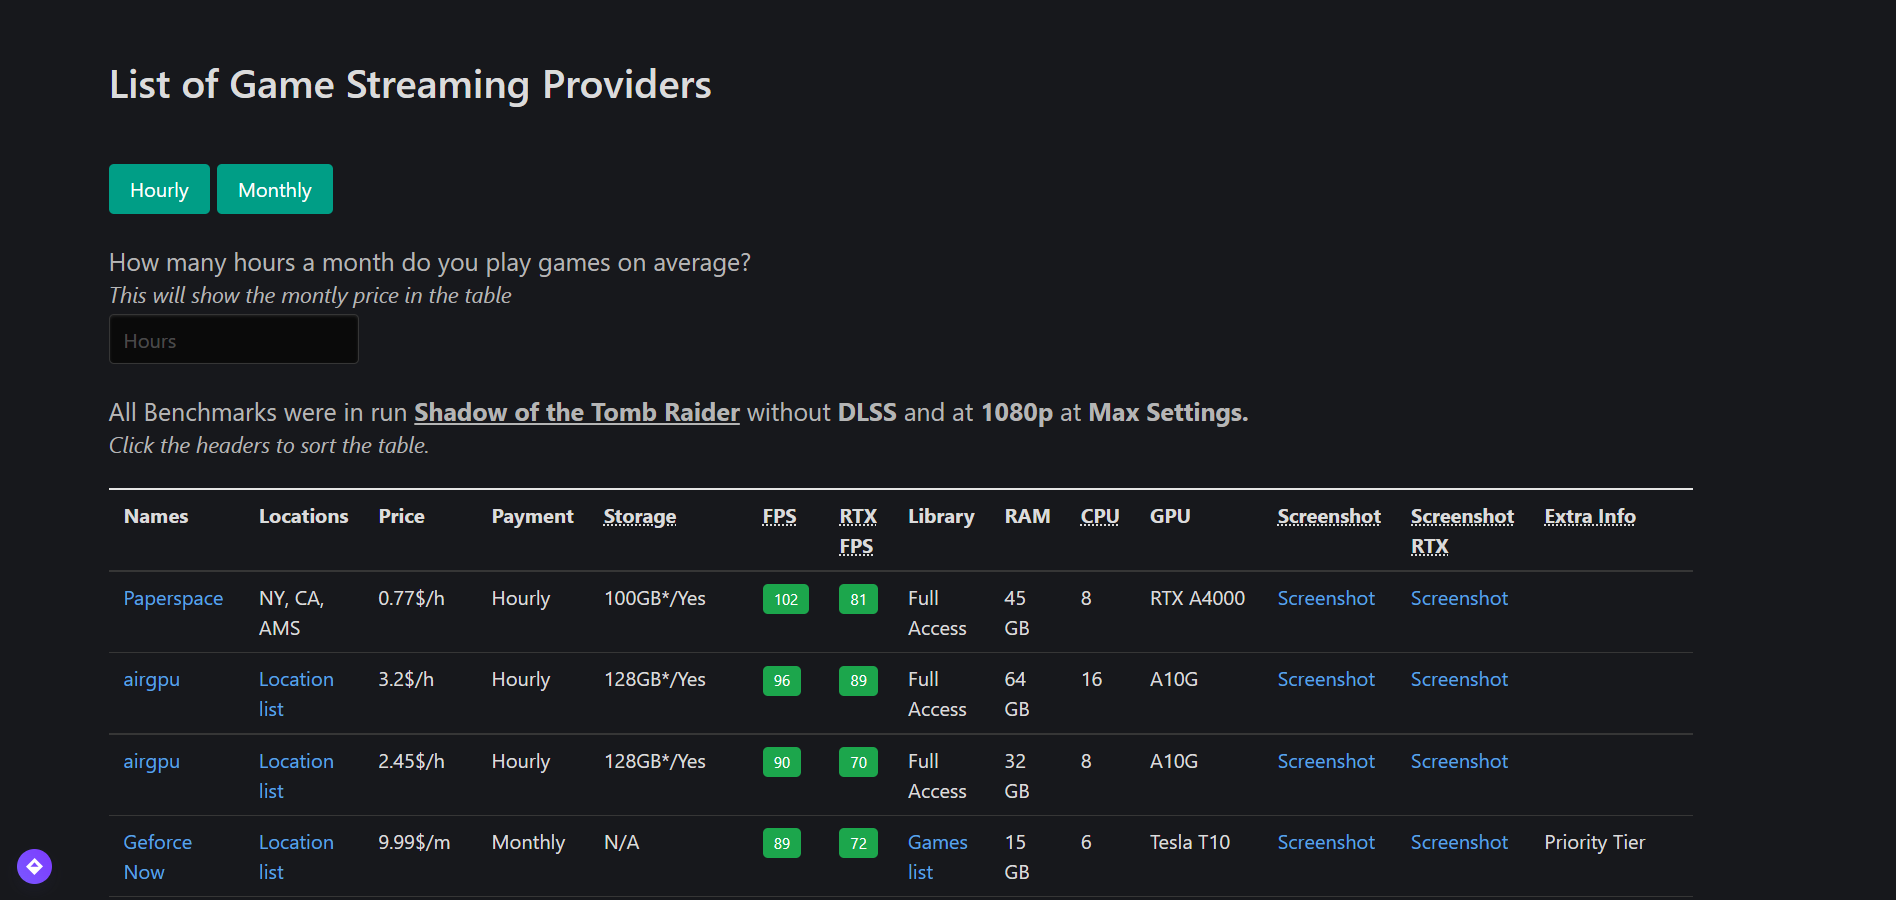 List of Game Streaming Providers
Hourly Monthly
How many hours a month do you play games on average?
This will show the montly price in the table
Hours
All Benchmarks were in run Shadow of the Tomb Raider without DLSS and at 1080p at Max Settings.
Click the headers to sort the table.
Names Locations Price Payment Storage FPS RTX Library RAM CPU GPU Screenshot Screenshot Extra Info
FPS RTX
Paperspace NY, CA, 0.77$/h Hourly 100GB*/Yes 102 81 Full 45 8 RTX A4000 Screenshot Screenshot
AMS Access GB
airgpu Location 3.2$/h Hourly 128GB*/Yes 96 89 Full 64 16 A10G Screenshot Screenshot
list Access GB
airgpu Location 2.45$/h Hourly 128GB*/Yes 90 70 Full 32 8 A10G Screenshot Screenshot
list Access GB
Geforce Location 9.99$/m Monthly N/A 89 72 Games 15 6 Tesla T10 Screenshot Screenshot Priority Tier
Now list list GB